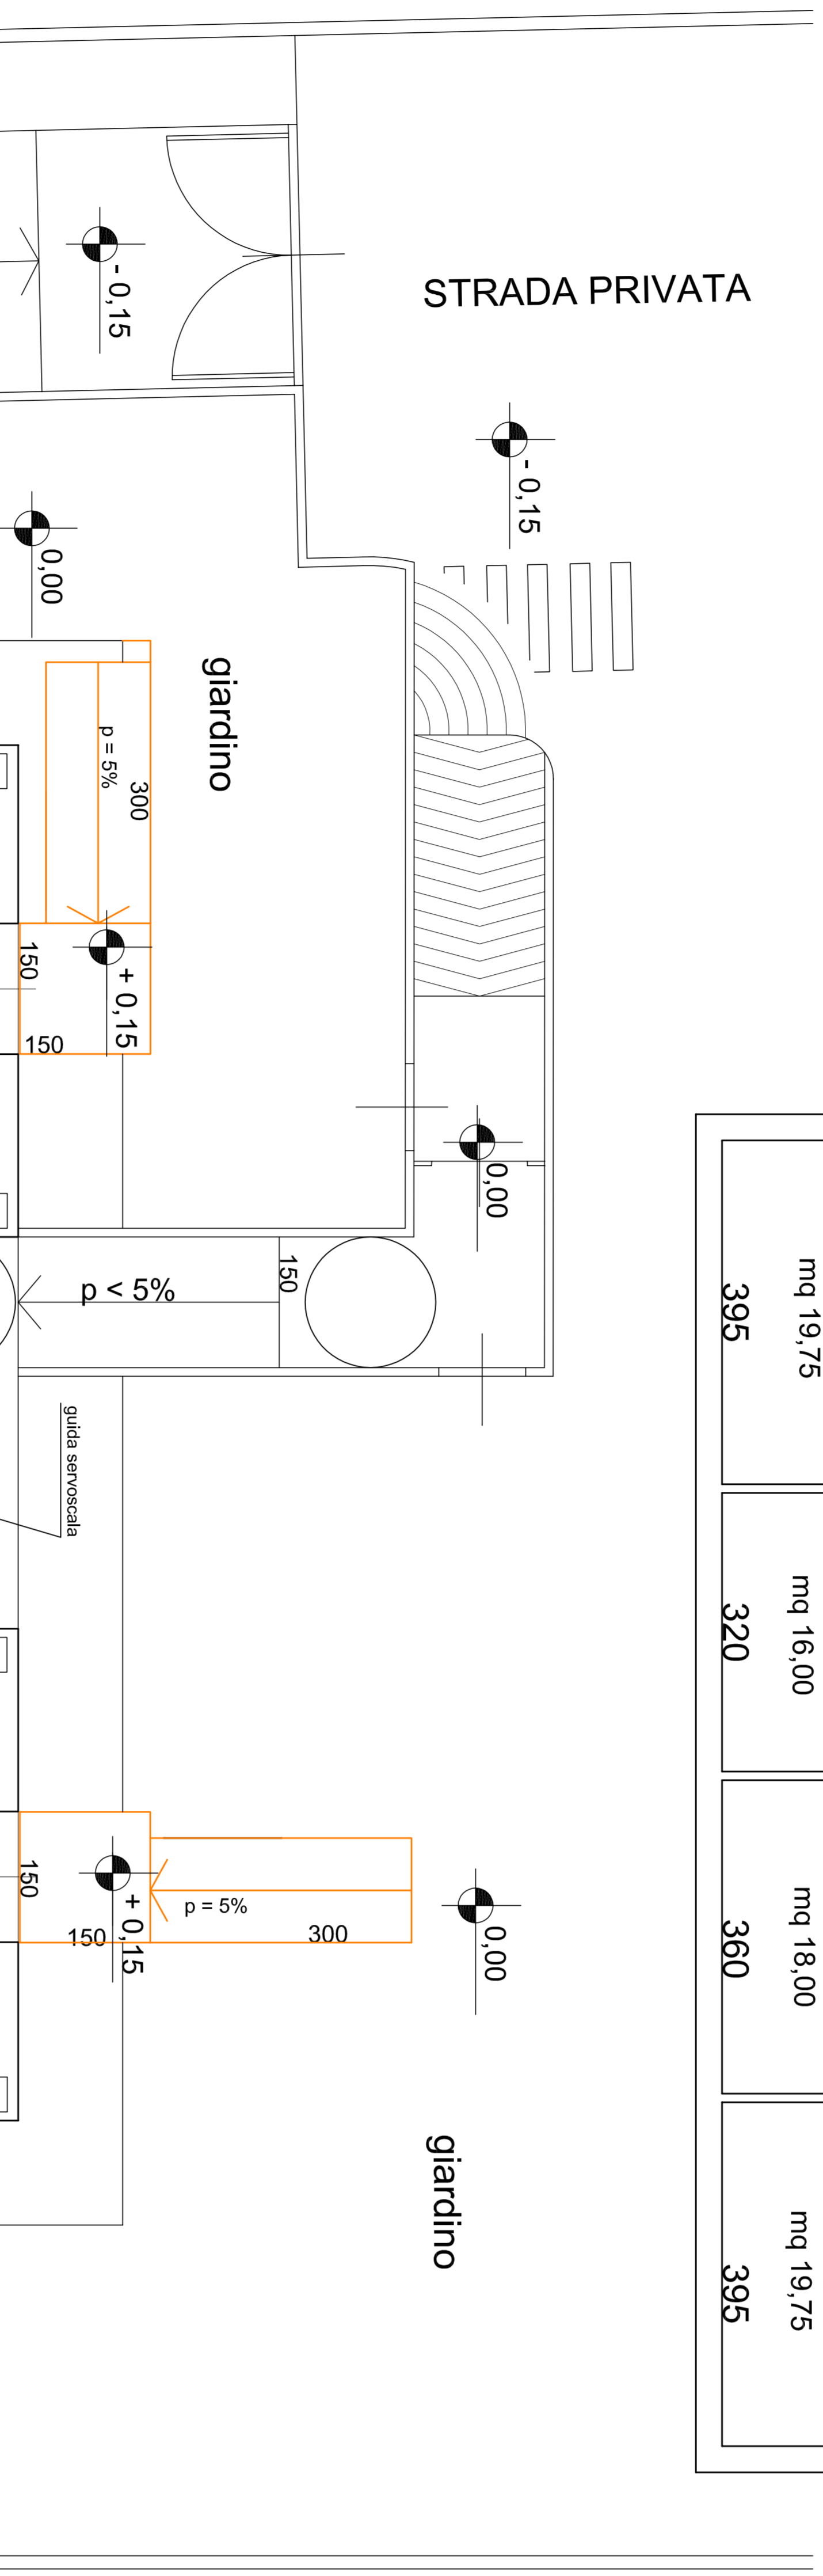 STRADA PRIVATA
- 0,15
- 0,15
0,00
giardino
p = 5%
300
150
+ 0,15
150
0,00
150
p < 5%
mq 19,75
395
guida servoscala
mq 16,00
320
150
+ 0,15
p = 5%
150
300
0,00
mq 18,00
360
giardino
mq 19,75
395